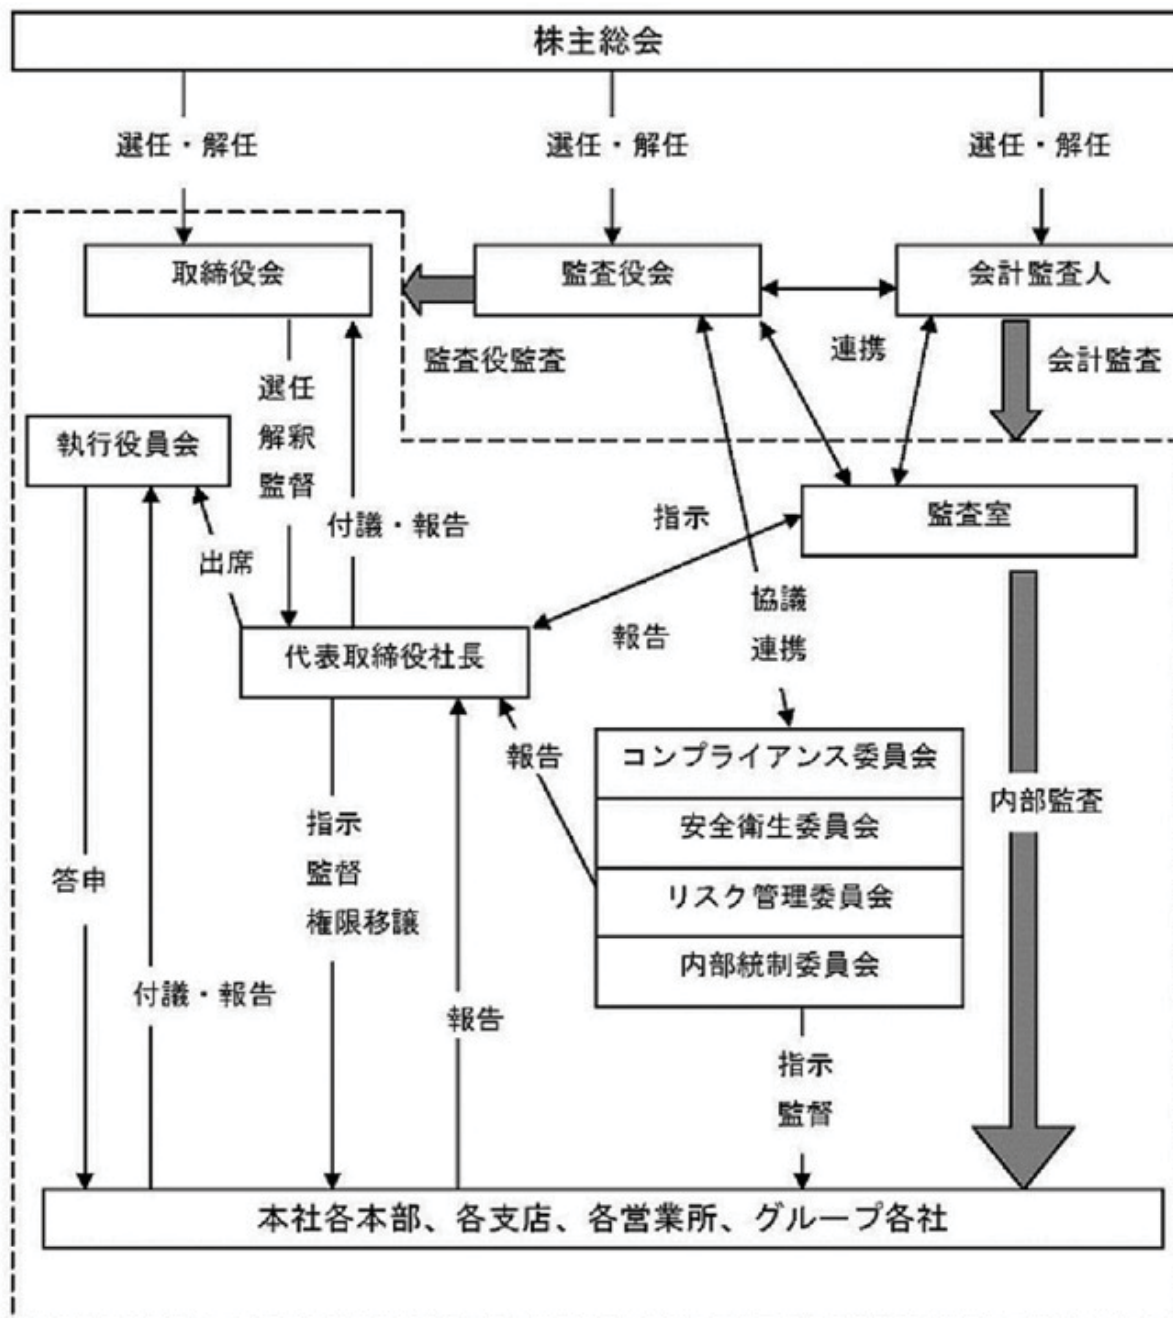 株主総会
選任・解任
選任・解任
選任・解任
取締役会
監査役会
会計監査人
連携
監査役監査
会計監査
選任
解釈
監督
執行役員会
付議・報告
出席
指示
監査室
協議
連携
報告
代表取締役社長
報告
コンプライアンス委員会
安全衛生委員会
リスク管理委員会
内部統制委員会
内部監査
指示
監督
権限移譲
答申
付議・報告
報告
指示
監督
本社各本部、各支店、各営業所、グループ各社